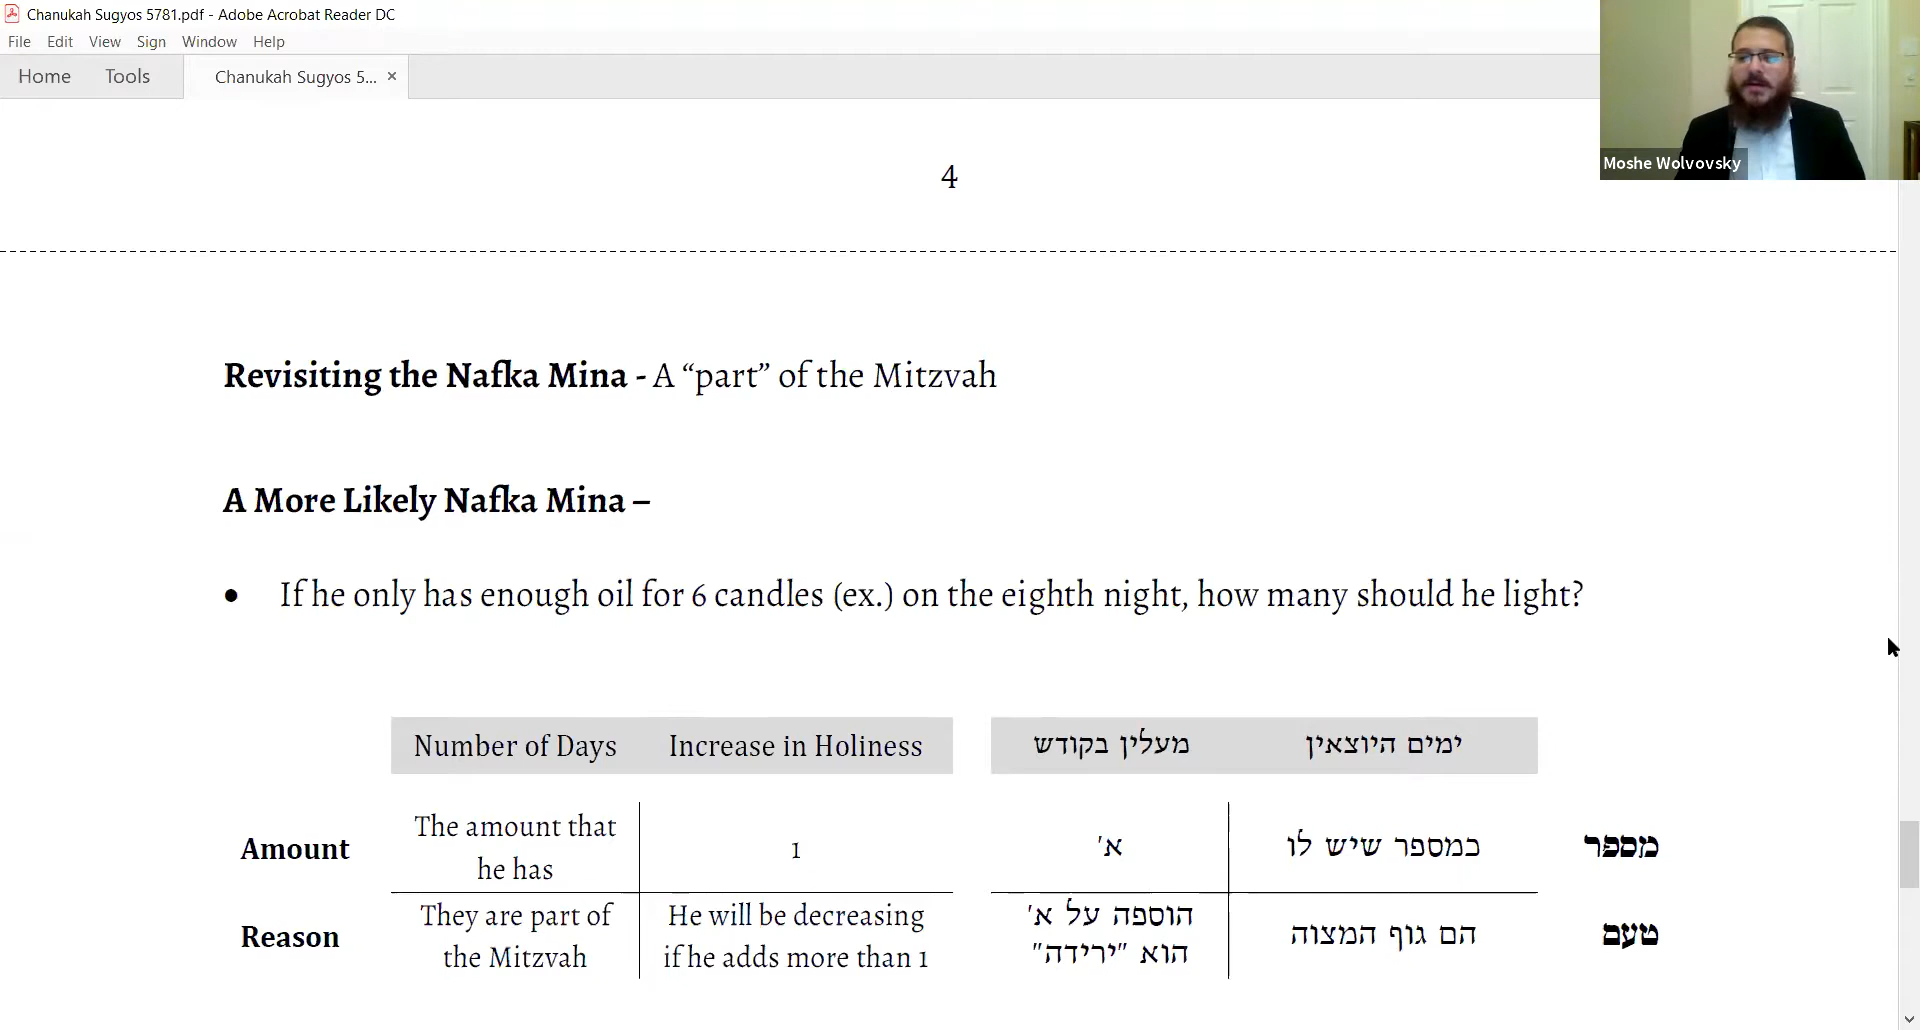 Chanukah Sugyos 5781.pdf - Adobe Acrobat Reader DC
File Edit View Sign Window Help
Home Tools Chanukah Sugyos 5... ×
Moshe Wolvovsky
4
Revisiting the Nafka Mina - A “part” of the Mitzvah
A More Likely Nafka Mina –
• If he only has enough oil for 6 candles (ex.) on the eighth night, how many should he light?
Number of Days Increase in Holiness
Amount The amount that he has 1
Reason They are part of the Mitzvah He will be decreasing if he adds more than 1
ימים היוצאין מעלין בקודש
מספר כמספר שיש לו א'
טעם הם גוף המצוה הוספה על א' הוא "ירידה"